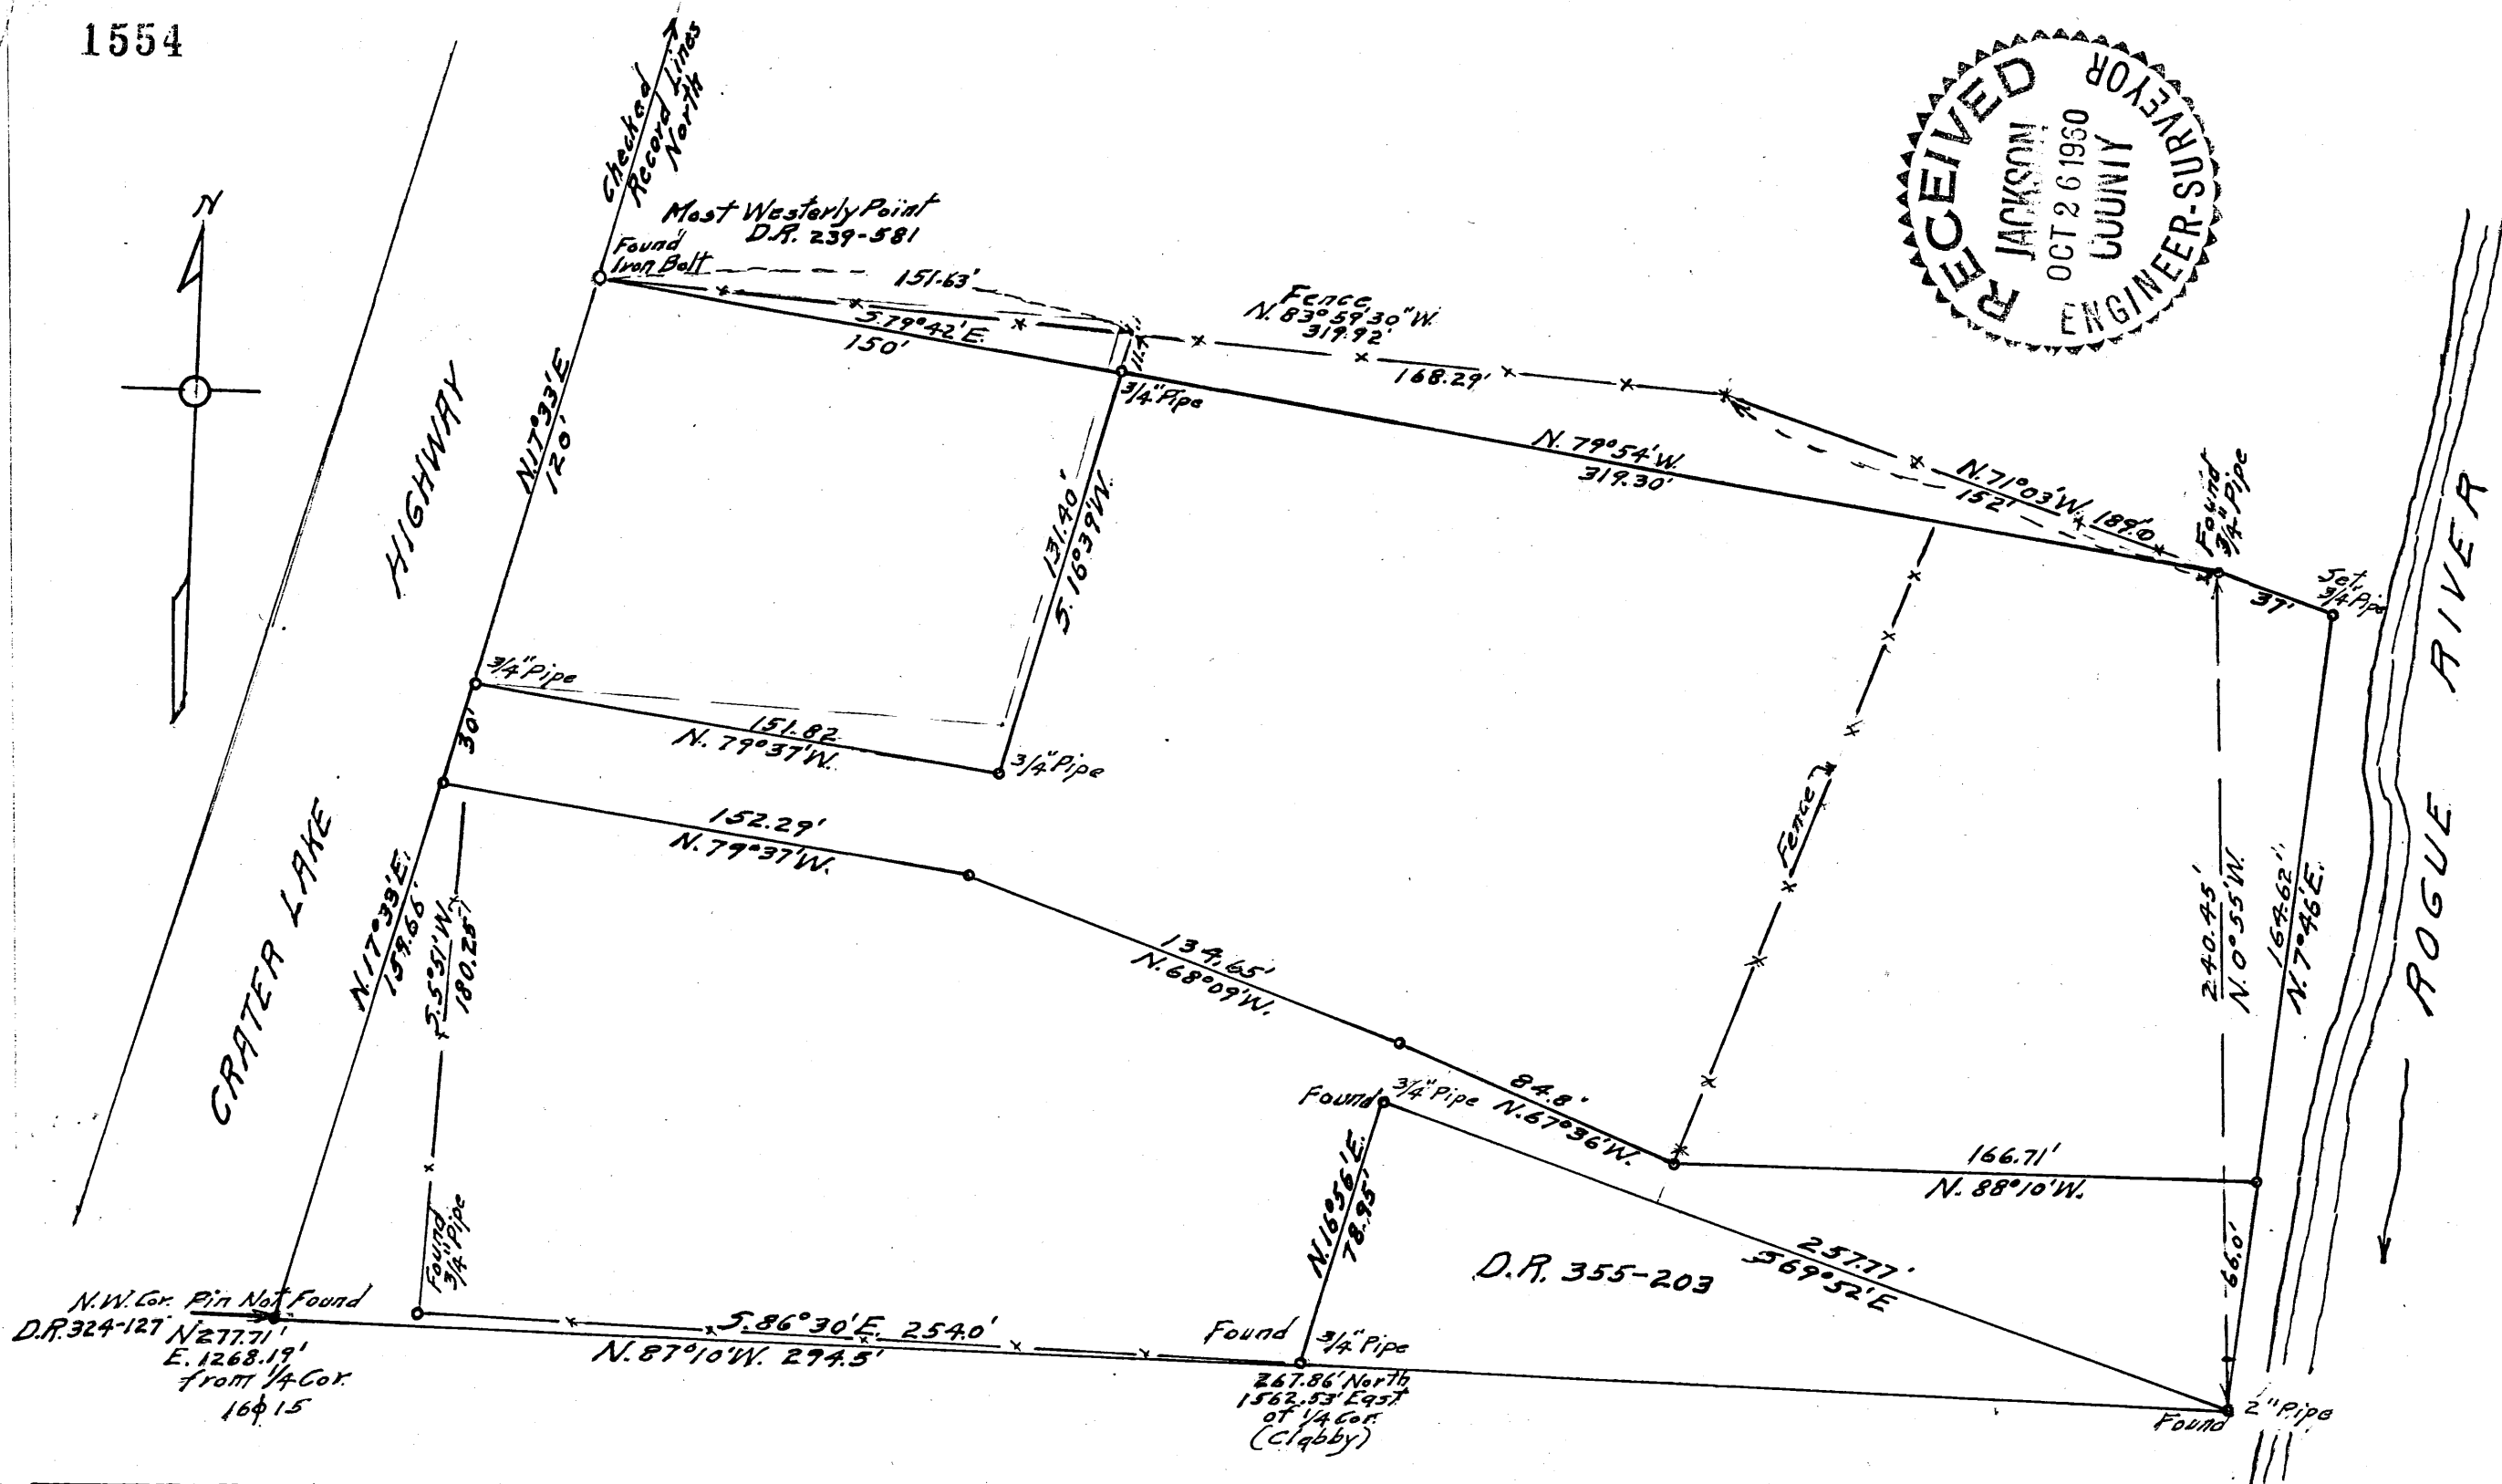 1554
Checked
Record Lines
North
RECEIVED
JACKSON
OCT 26 1960
COUNTY
ENGINEER-SURVEYOR
N
Most Westerly Point
D.R. 239-581
Found
Iron Bolt
151.63'
S.79°42'E.
150'
Fence
N. 83°59'30"W.
319.92'
168.29'
3/4" Pipe
N.17°33'E
120'
HIGHWAY
CRATER LAKE
131.40'
S.16°39'W.
N. 79°54'W.
319.30'
N.71°03'W. 189.0
152'
Found
3/4" Pipe
37'
Set
3/4 Pipe
ROGUE RIVER
3/4" Pipe
30'
151.82
N. 79°37'W.
3/4" Pipe
152.29'
N. 79°37'W.
Fence
N.17°33'E.
159.66'
S.5°51'W.
180.25'
134.65'
N.68°09'W.
240.45'
N.0°55'W.
164.62'
N.7°46'E.
Found
3/4" Pipe
84.8'
N.67°36'W.
166.71'
N. 88°10'W.
N.16°56'E.
78.95'
Found
3/4" Pipe
D.R. 355-203
257.77'
S69°52'E
66.0'
N.W. Cor. Pin Not Found
D.R. 324-127
N277.71'
E. 1268.19'
from 1/4 Cor.
16 15
S.86°30'E. 254.0'
N.87°10'W. 294.5'
Found
3/4" Pipe
267.86' North
1562.53' East
of 1/4 Cor.
(Clabby)
Found
2" Pipe